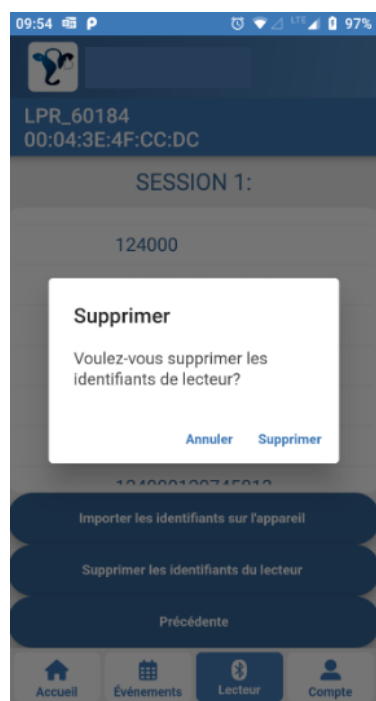 09:54 LTE 97%
LPR_60184
00:04:3E:4F:CC:DC
SESSION 1:
124000
Supprimer
Voulez-vous supprimer les
identifiants de lecteur?
Annuler Supprimer
Importer les identifiants sur l'appareil
Supprimer les identifiants du lecteur
Précédente
Accueil Événements Lecteur Compte